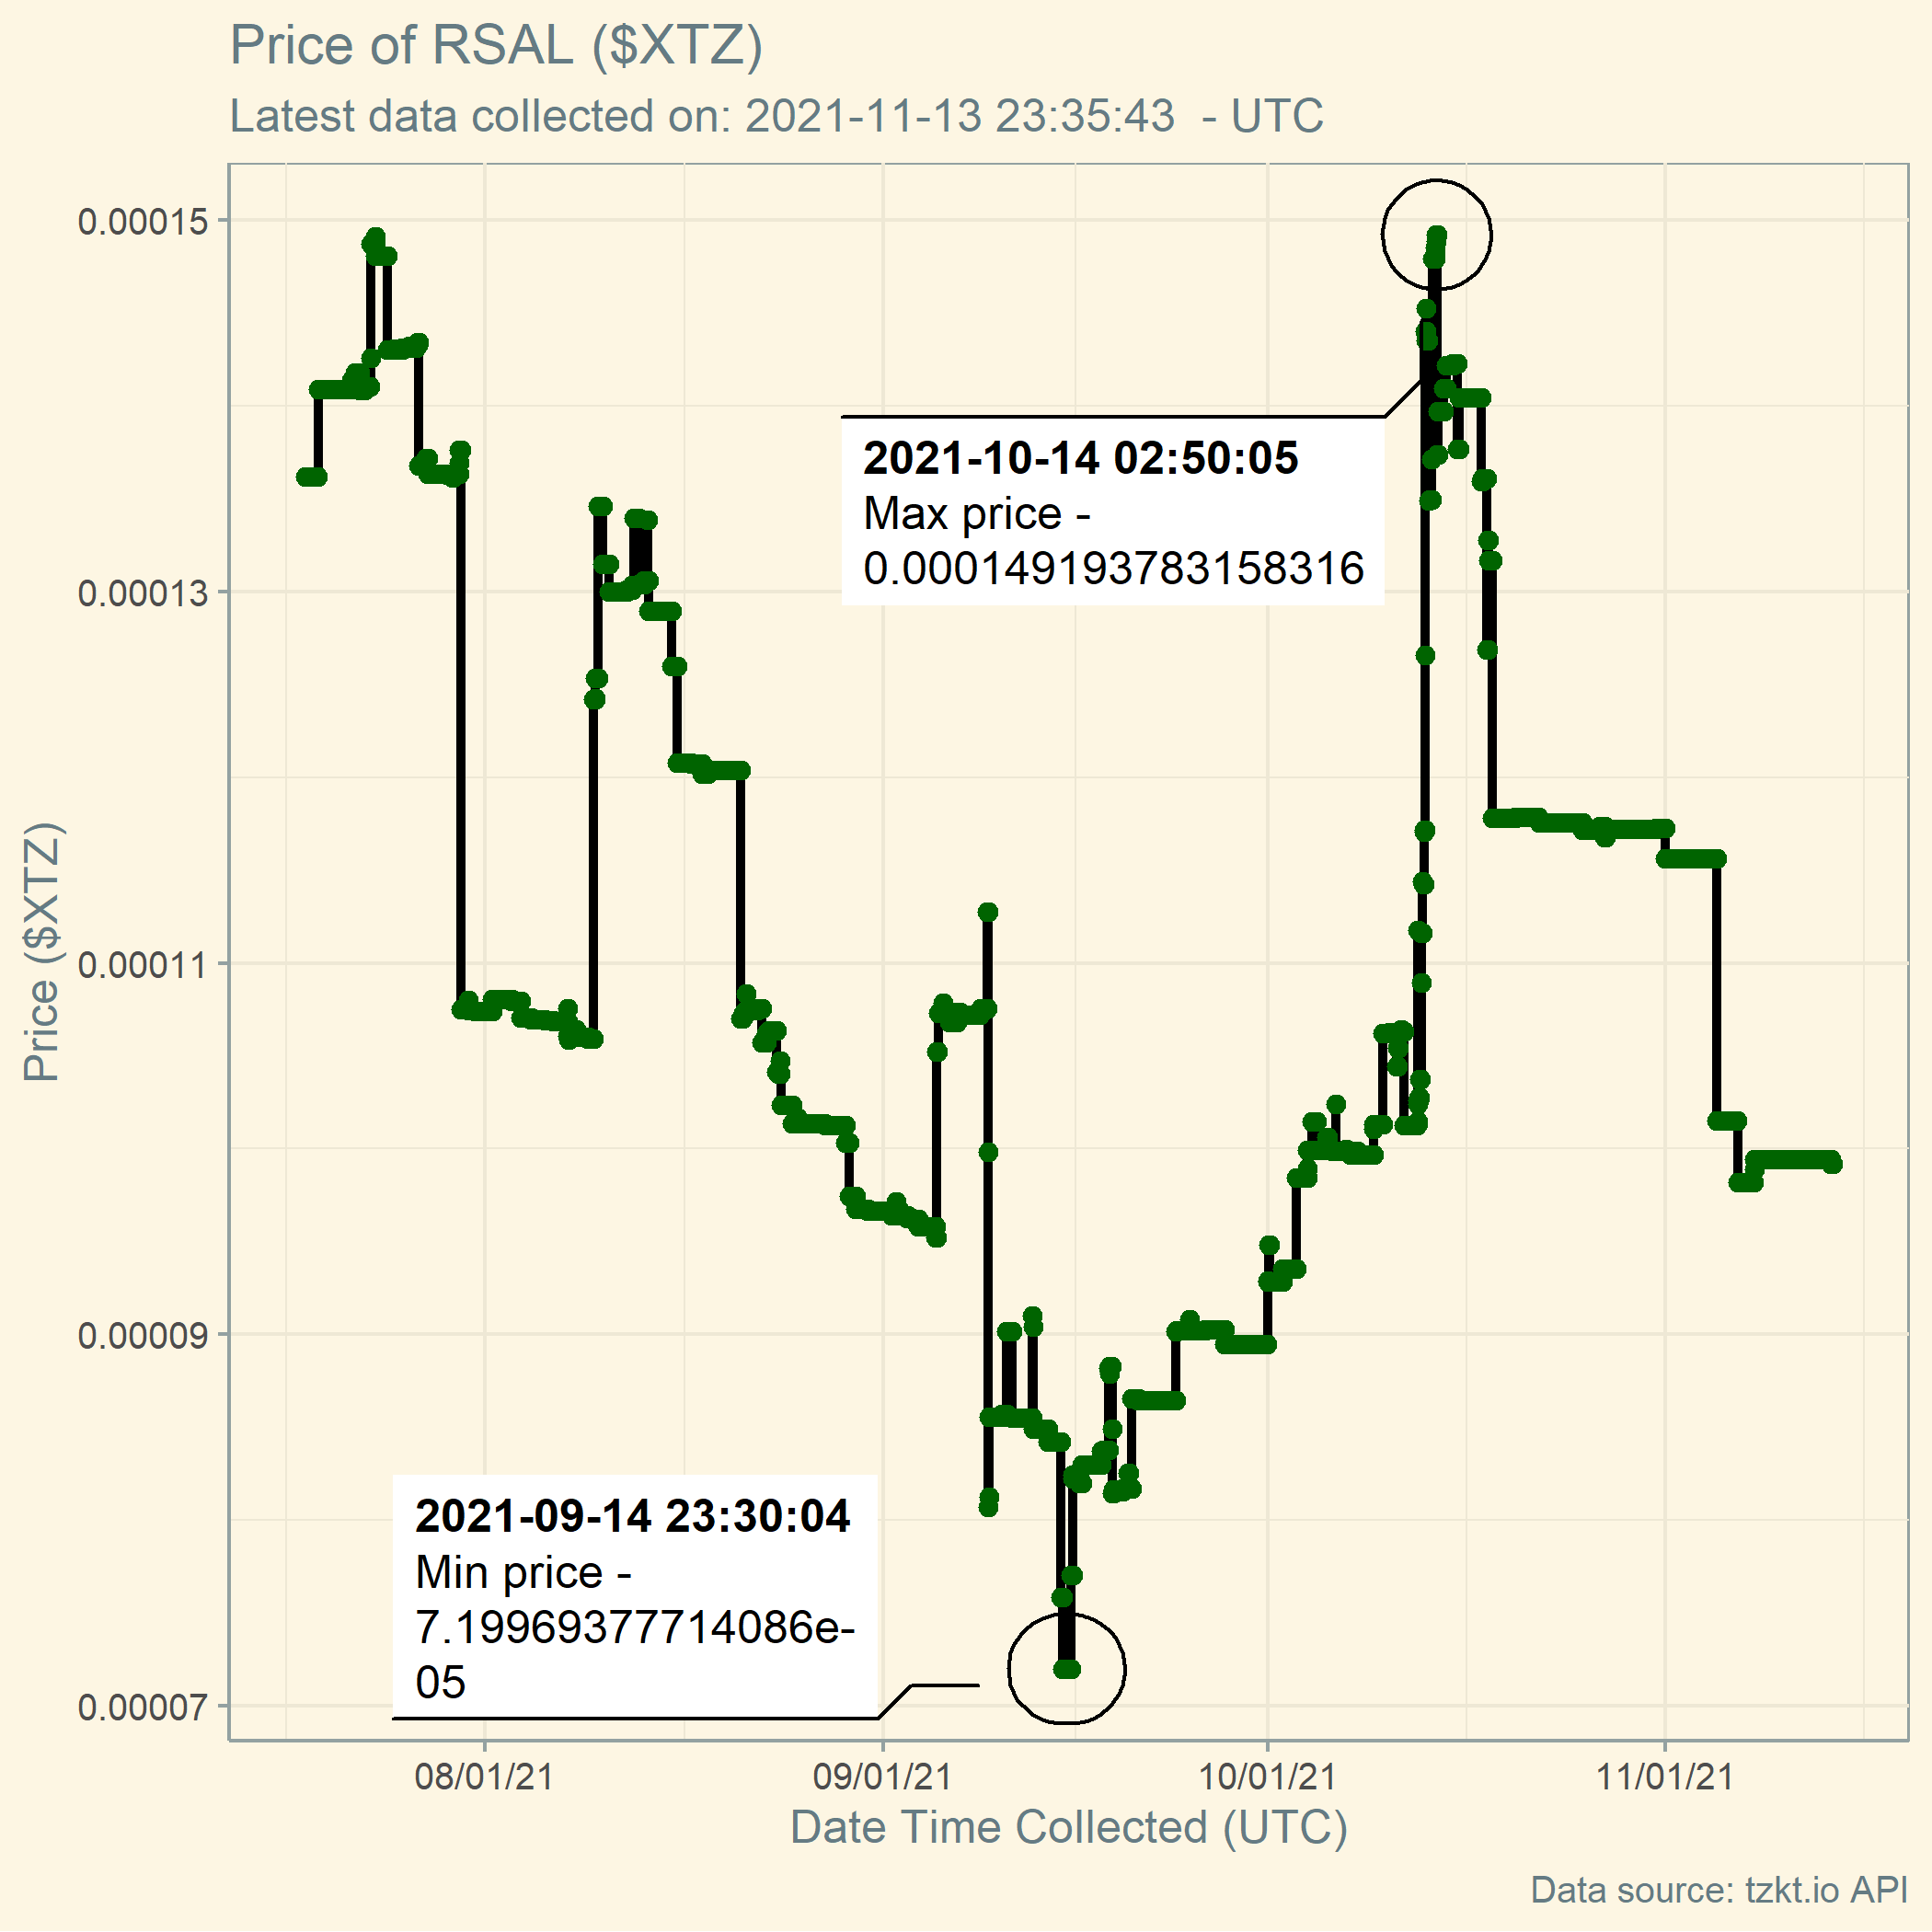 Price of RSAL ($XTZ)
Latest data collected on: 2021-11-13 23:35:43  - UTC
Price ($XTZ)
0.00015
0.00013
0.00011
0.00009
0.00007
2021-10-14 02:50:05
Max price -
0.000149193783158316
2021-09-14 23:30:04
Min price -
7.19969377714086e-
05
08/01/21
09/01/21
10/01/21
11/01/21
Date Time Collected (UTC)
Data source: tzkt.io API